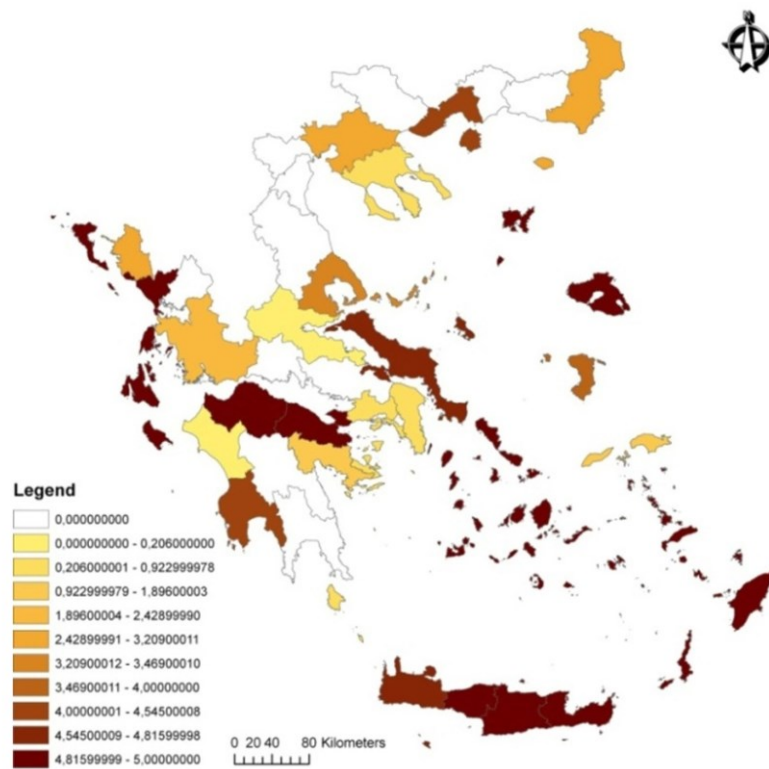 Legend
0,000000000
0,000000000 - 0,206000000
0,206000001 - 0,922999978
0,922999979 - 1,89600003
1,89600004 - 2,42899990
2,42899991 - 3,20900011
3,20900012 - 3,46900010
3,46900011 - 4,00000000
4,00000001 - 4,54500008
4,54500009 - 4,81599998
4,81599999 - 5,00000000
0 20 40 80 Kilometers